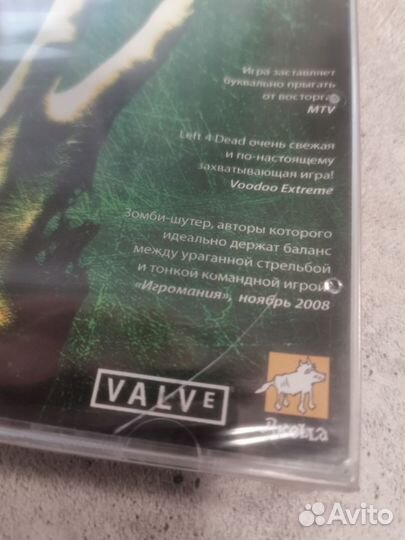 Игра заставляет
буквально прыгать
от восторга
MTV
Left 4 Dead очень свежая
и по-настоящему
захватывающая игра!
Voodoo Extreme
Зомби-шутер, авторы которого
идеально держат баланс
между ураганной стрельбой
и тонкой командной игрой
«Игромания», ноябрь 2008
VALVE
Akella
Avito